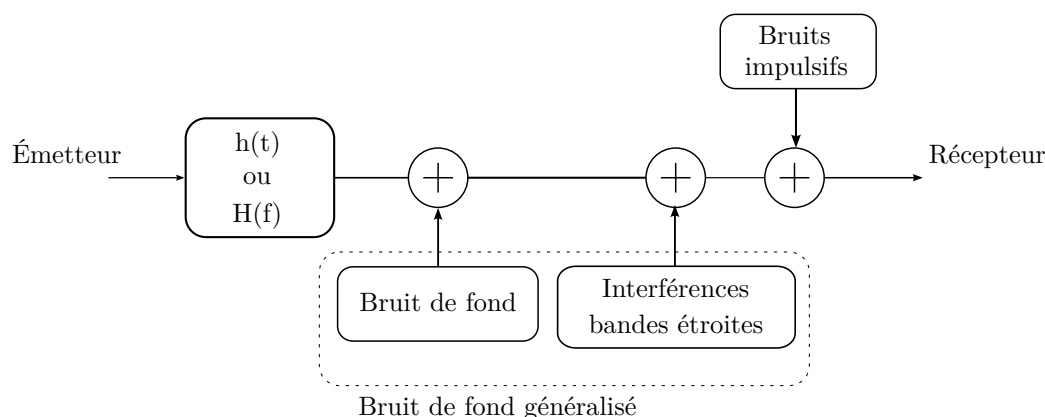 Bruits
impulsifs
Émetteur
h(t)
ou
H(f)
Récepteur
Bruit de fond
Interférences
bandes étroites
Bruit de fond généralisé